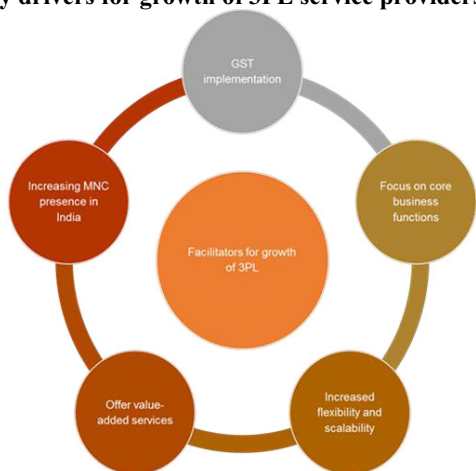 drivers for growth of 3PL service providers
GST
implementation
Increasing MNC
presence in
India
Focus on core
business
functions
Facilitators for growth
of 3PL
Offer value-
added services
Increased
flexibility and
scalability